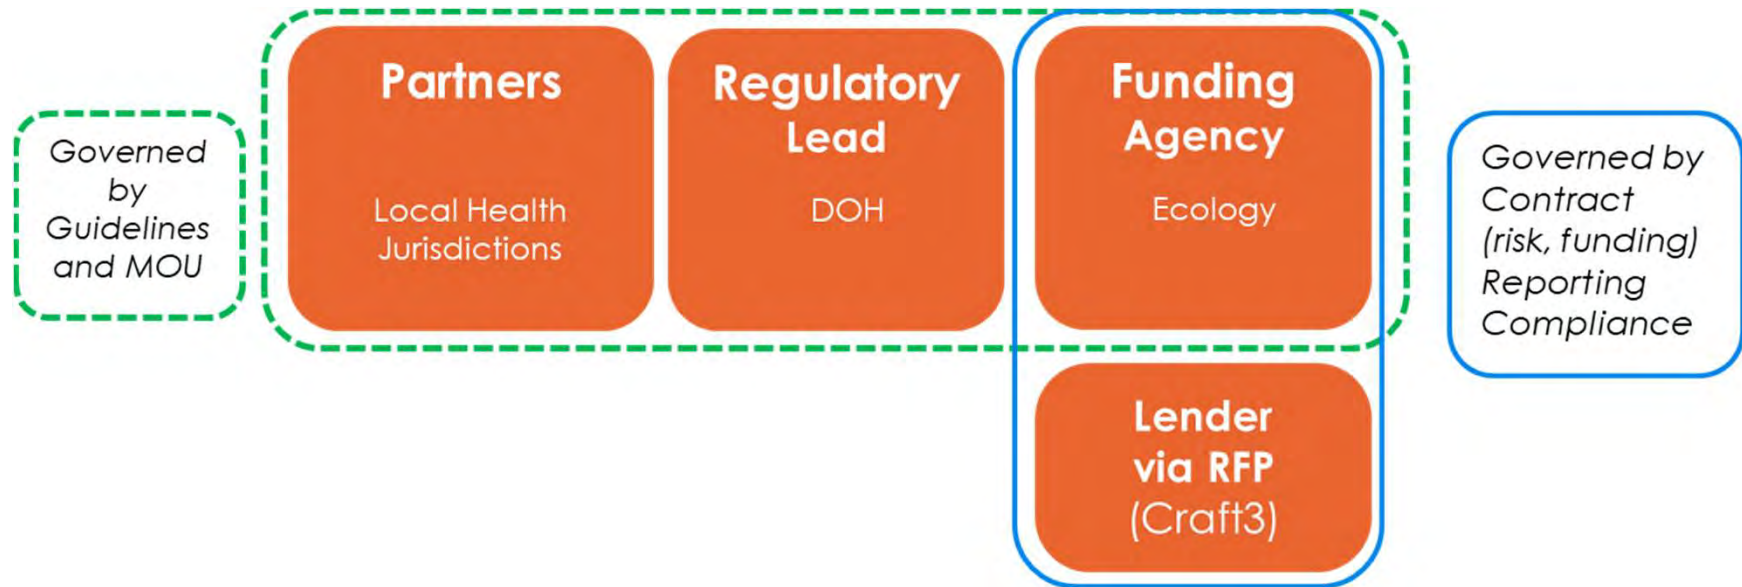 Governed
by
Guidelines
and MOU
Partners
Local Health
Jurisdictions
Regulatory
Lead
DOH
Funding
Agency
Ecology
Governed by
Contract
(risk, funding)
Reporting
Compliance
Lender
via RFP
(Craft3)